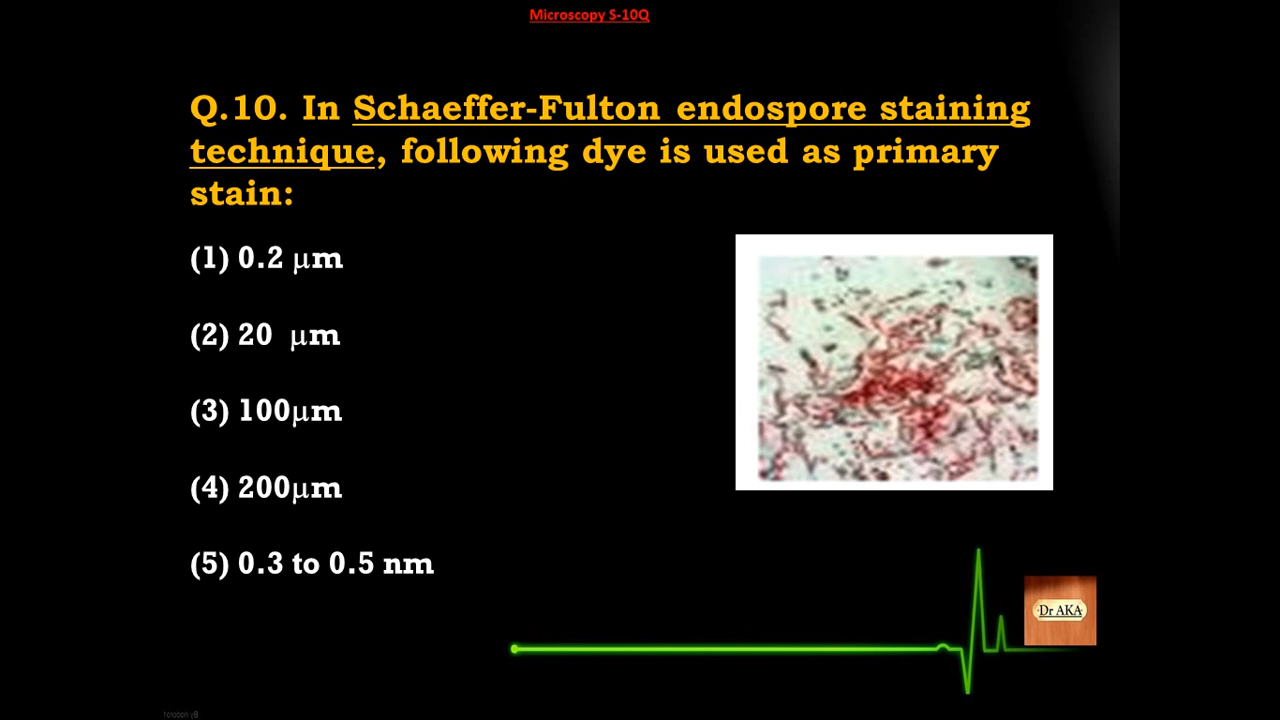 Microscopy S-10Q
Q.10. In Schaeffer-Fulton endospore staining
technique, following dye is used as primary
stain:
(1) 0.2 μm
(2) 20 μm
(3) 100μm
(4) 200μm
(5) 0.3 to 0.5 nm
Dr AKA